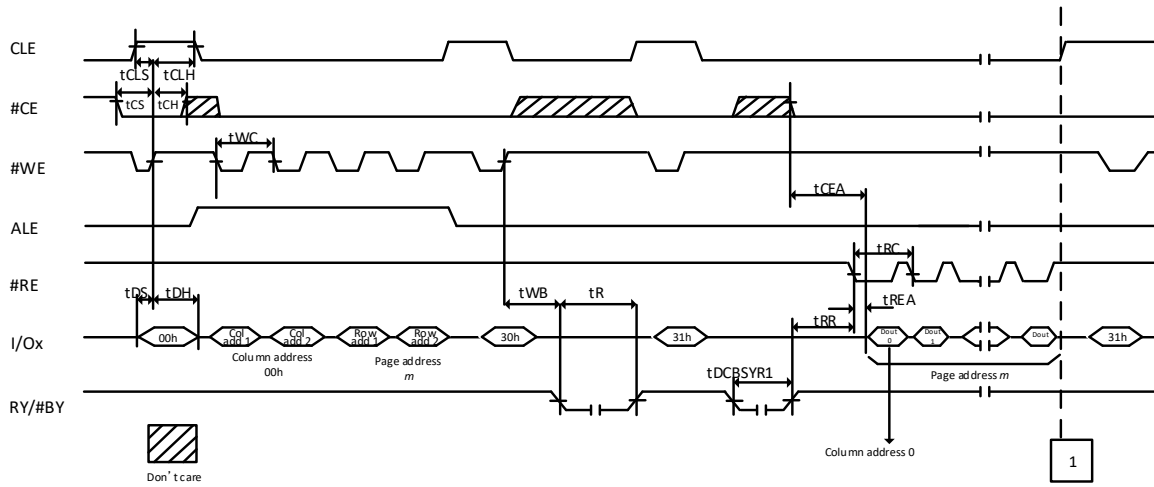 CLE
tCLS tCLH
#CE
tCS tCH
tWC
#WE
tCEA
ALE
tRC
#RE
tDS tDH
tWB tR
tREA
tRR
I/Ox
00h
Col add 1
Col add 2
Row add 1
Row add 2
30h
31h
Dout 0
Dout 1
Dout
31h
Column address 00h
Page address m
tDCBSYR1
Page address m
RY/#BY
Column address 0
1
Don't care